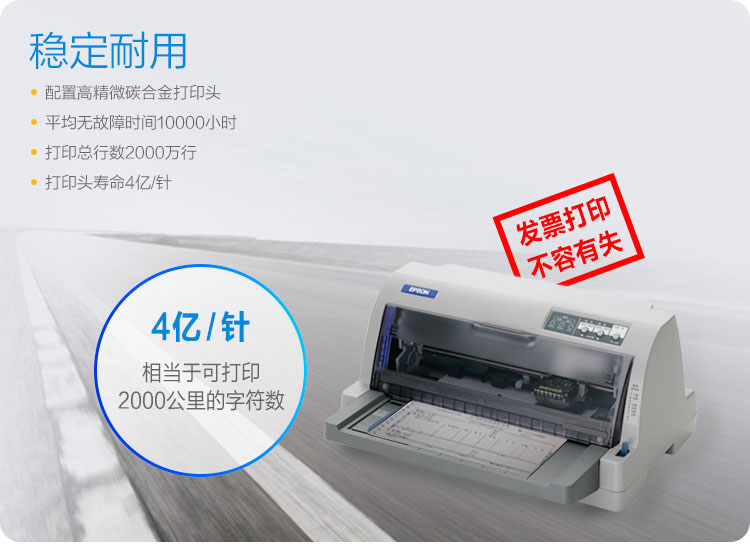 稳定耐用
配置高精微碳合金打印头
平均无故障时间10000小时
打印总行数2000万行
打印头寿命4亿/针
发票打印
不容有失
4亿/针
相当于可打印
2000公里的字符数
EPSON